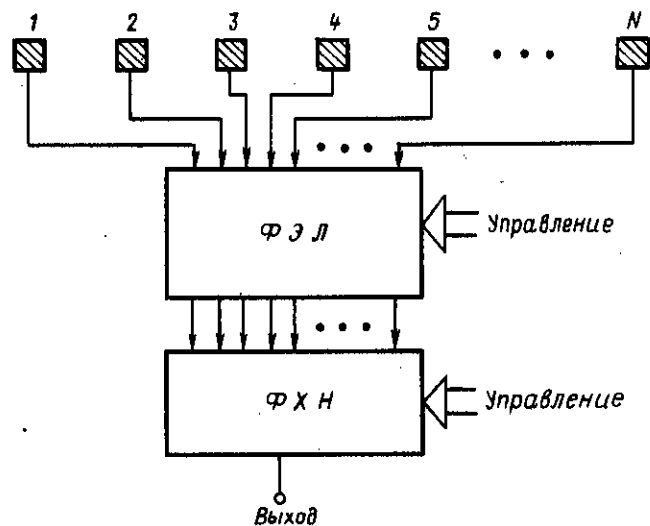 1 2 3 4 5 • • • N
• • •
ФЭЛ
Управление
• • •
ФХН
Управление
Выход